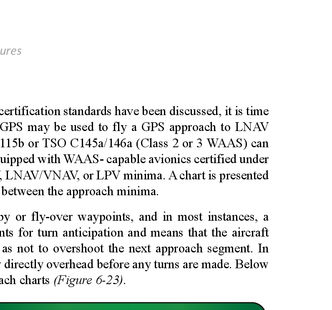 ures
certification standards have been discussed, it is time
GPS may be used to fly a GPS approach to LNAV
115b or TSO C145a/146a (Class 2 or 3 WAAS) can
uipped with WAAS- capable avionics certified under
, LNAV/VNAV, or LPV minima. A chart is presented
between the approach minima.
by or fly-over waypoints, and in most instances, a
nts for turn anticipation and means that the aircraft
as not to overshoot the next approach segment. In
directly overhead before any turns are made. Below
ach charts (Figure 6-23).